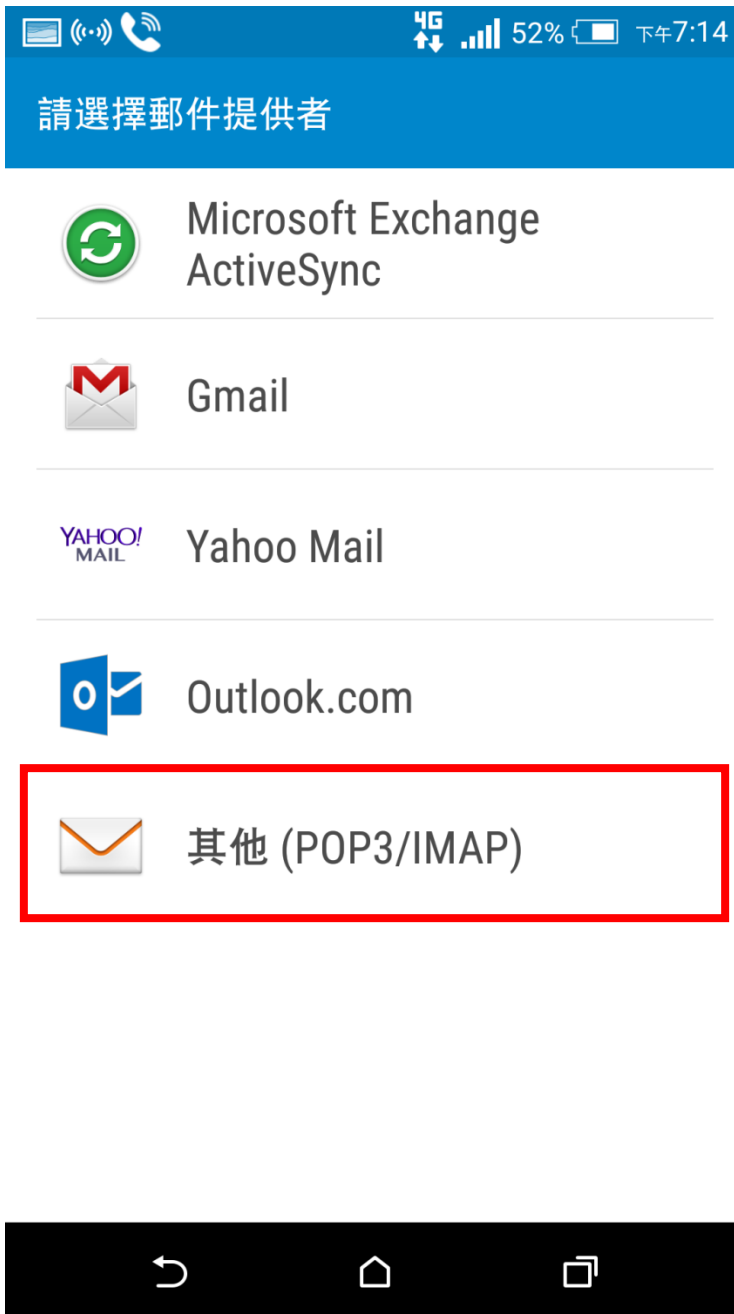 4G 52% 下午7:14
請選擇郵件提供者
Microsoft Exchange
ActiveSync
Gmail
YAHOO!
MAIL
Yahoo Mail
Outlook.com
其他 (POP3/IMAP)